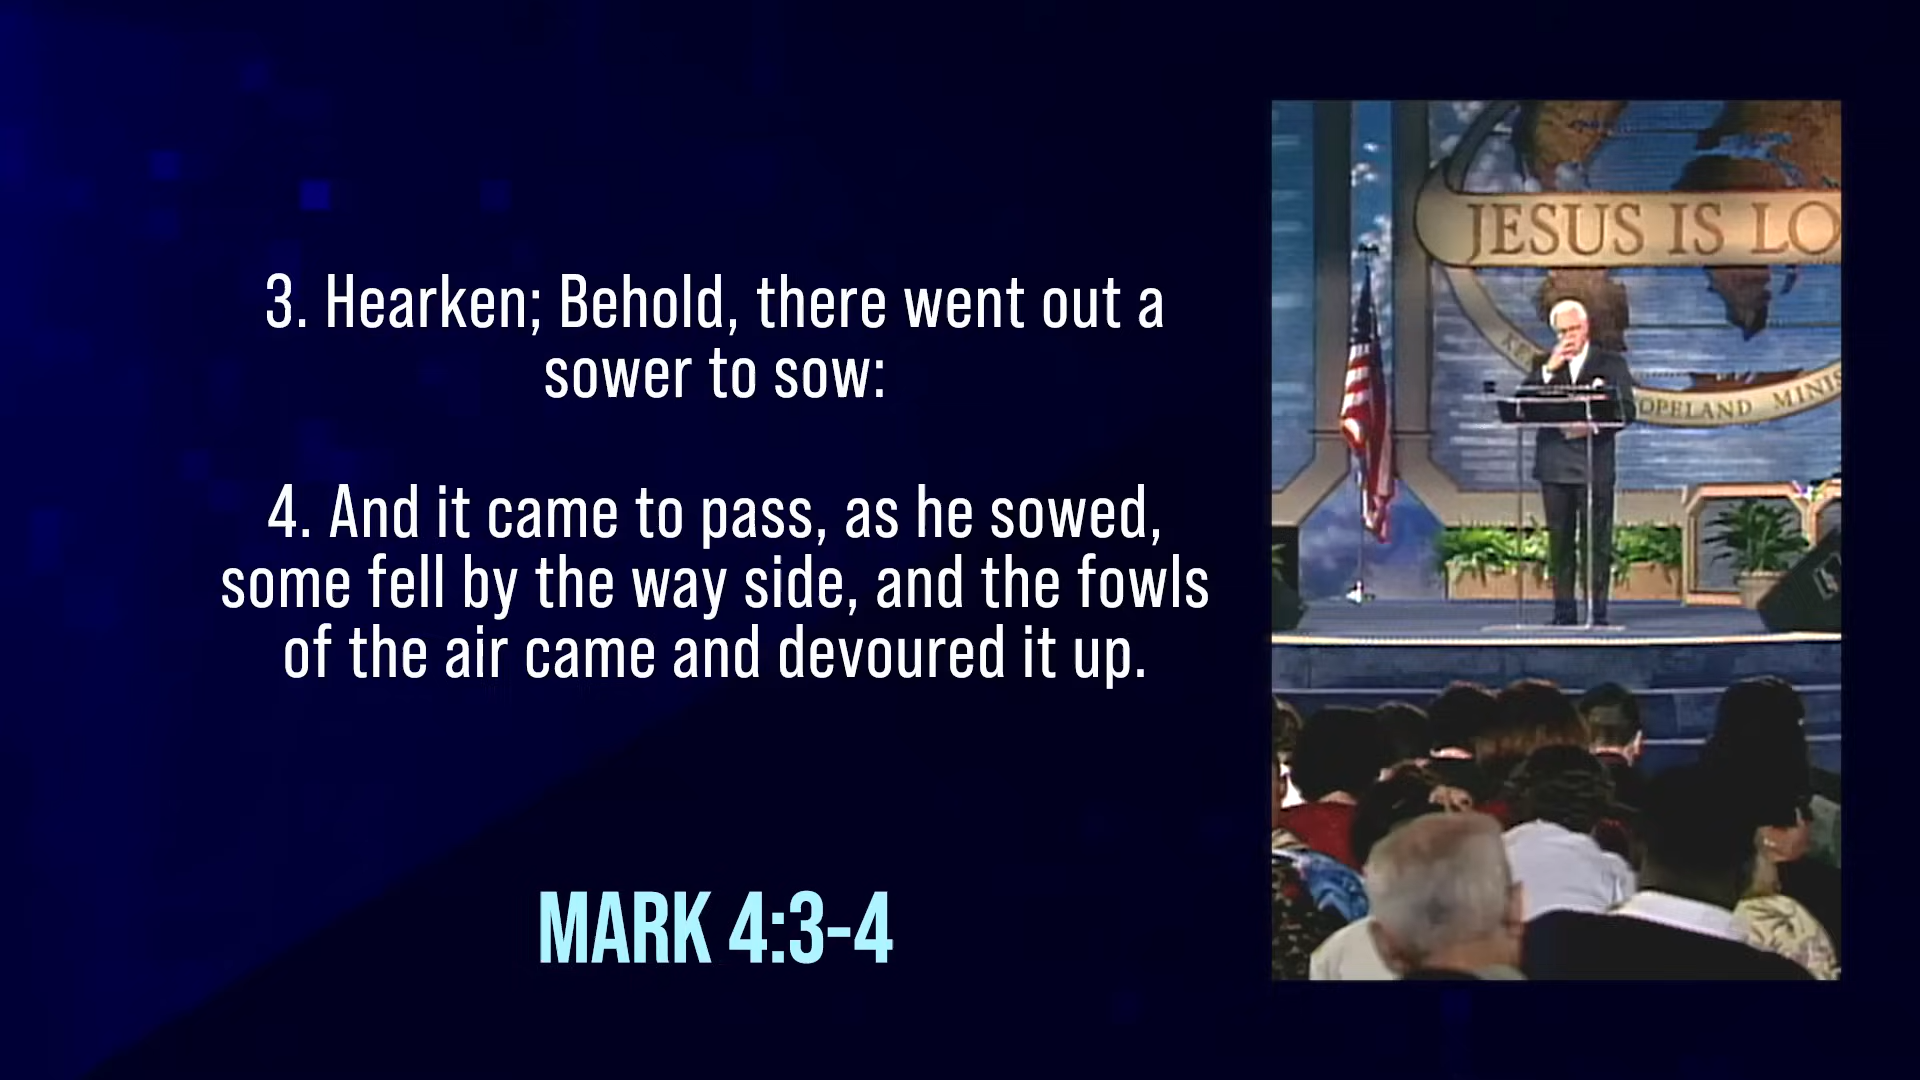 3. Hearken; Behold, there went out a
sower to sow:
4. And it came to pass, as he sowed,
some fell by the way side, and the fowls
of the air came and devoured it up.
MARK 4:3-4
JESUS IS LO
OPELAND MINIS